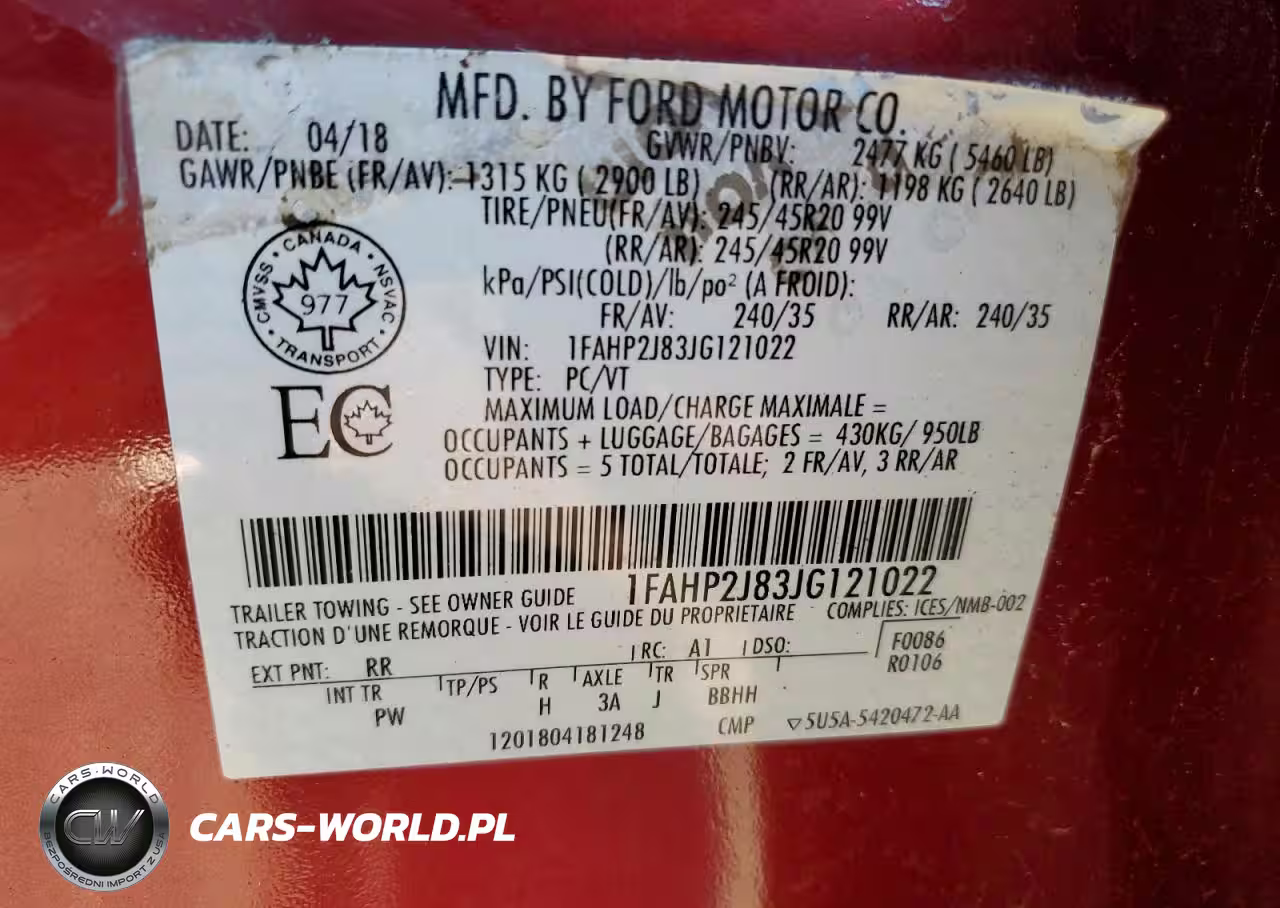 MFD. BY FORD MOTOR CO.
DATE: 04/18 GVWR/PNBV: 2477 KG ( 5460 LB)
GAWR/PNBE (FR/AV): 1315 KG ( 2900 LB) (RR/AR): 1198 KG ( 2640 LB)
TIRE/PNEU(FR/AV): 245/45R20 99V
(RR/AR): 245/45R20 99V
kPa/PSI(COLD)/lb/po² (A FROID):
FR/AV: 240/35 RR/AR: 240/35
CMVSS · CANADA · NSVAC · TRANSPORT ·
977
VIN: 1FAHP2J83JG121022
TYPE: PC/VT
EC
MAXIMUM LOAD/CHARGE MAXIMALE =
OCCUPANTS + LUGGAGE/BAGAGES = 430KG/ 950LB
OCCUPANTS = 5 TOTAL/TOTALE; 2 FR/AV, 3 RR/AR
1FAHP2J83JG121022
TRAILER TOWING - SEE OWNER GUIDE
TRACTION D'UNE REMORQUE - VOIR LE GUIDE DU PROPRIETAIRE COMPLIES: ICES/NMB-002
EXT PNT: RR RC: A1 DSO: F0086
R0106
INT TR TP/PS R AXLE TR SPR
PW H 3A J BBHH
1201804181248 CMP ▽5U5A-5420472-AA
CARS-WORLD
CW
BEZPOŚREDNI IMPORT Z USA
CARS-WORLD.PL